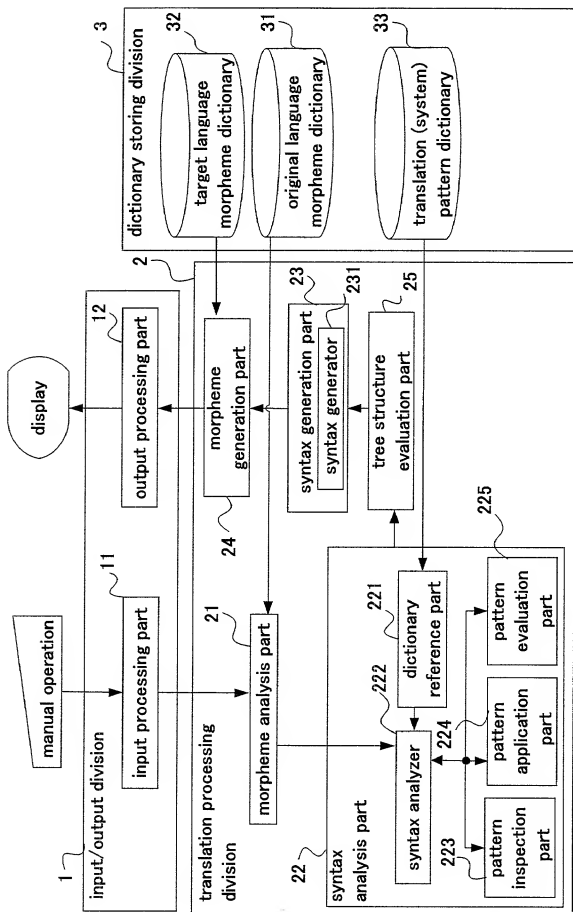 manual operation
display
1
input/output division
11
input processing part
12
output processing part
2
translation processing
division
21
morpheme analysis part
24
morpheme
generation part
23
syntax generation part
231
syntax generator
25
tree structure
evaluation part
22
syntax
analysis part
222
syntax analyzer
221
dictionary
reference part
223
pattern
inspection part
224
pattern
application part
225
pattern
evaluation part
3
dictionary storing division
32
target language
morpheme dictionary
31
original language
morpheme dictionary
33
translation (system)
pattern dictionary